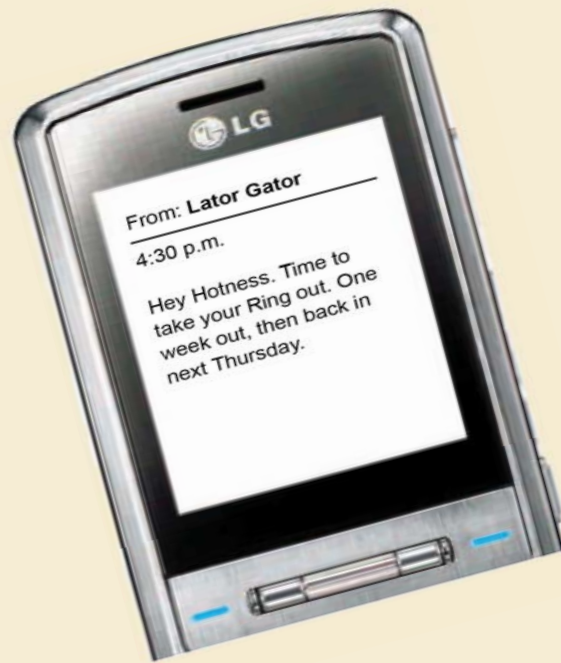 LG
From: Lator Gator
4:30 p.m.
Hey Hotness. Time to
take your Ring out. One
week out, then back in
next Thursday.